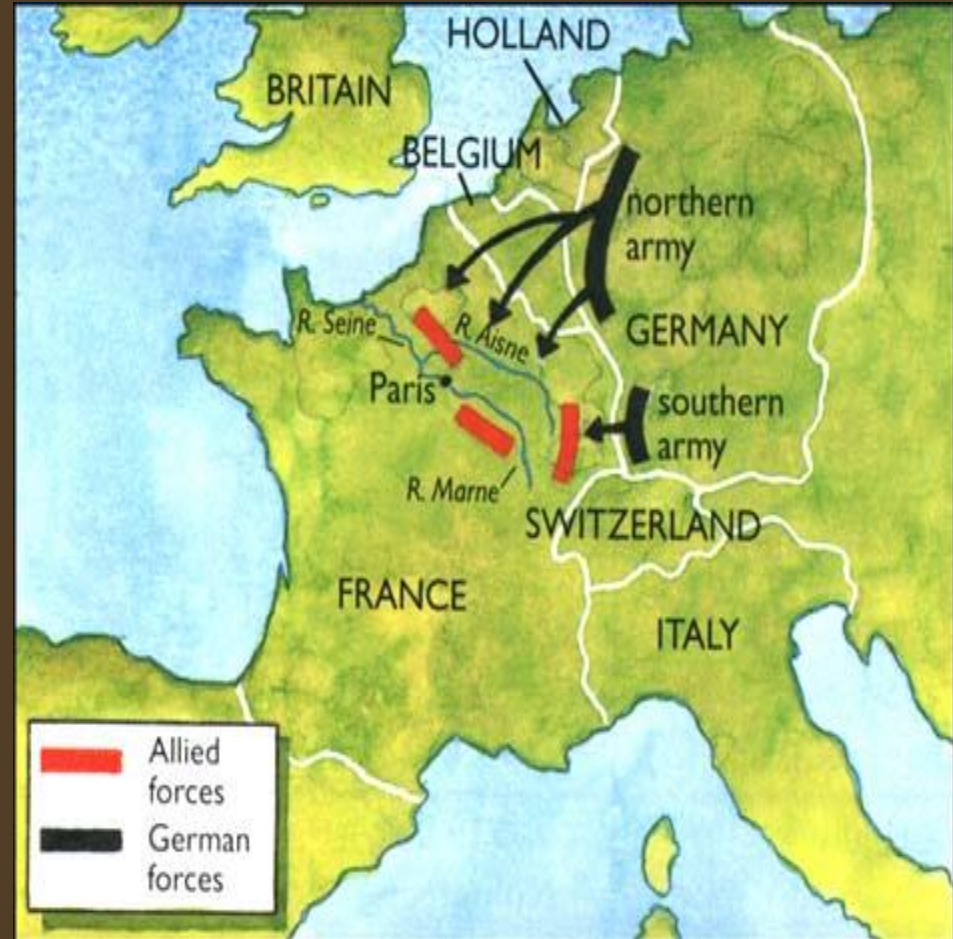 HOLLAND
BRITAIN
BELGIUM
northern
army
R. Seine
R. Aisne
GERMANY
Paris
southern
army
R. Marne
SWITZERLAND
FRANCE
ITALY
Allied
forces
German
forces